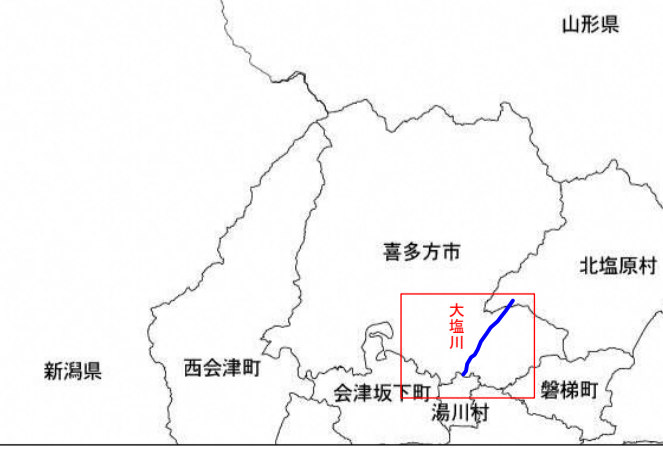 山形県
喜多方市
北塩原村
大塩川
新潟県
西会津町
会津坂下町
磐梯町
湯川村